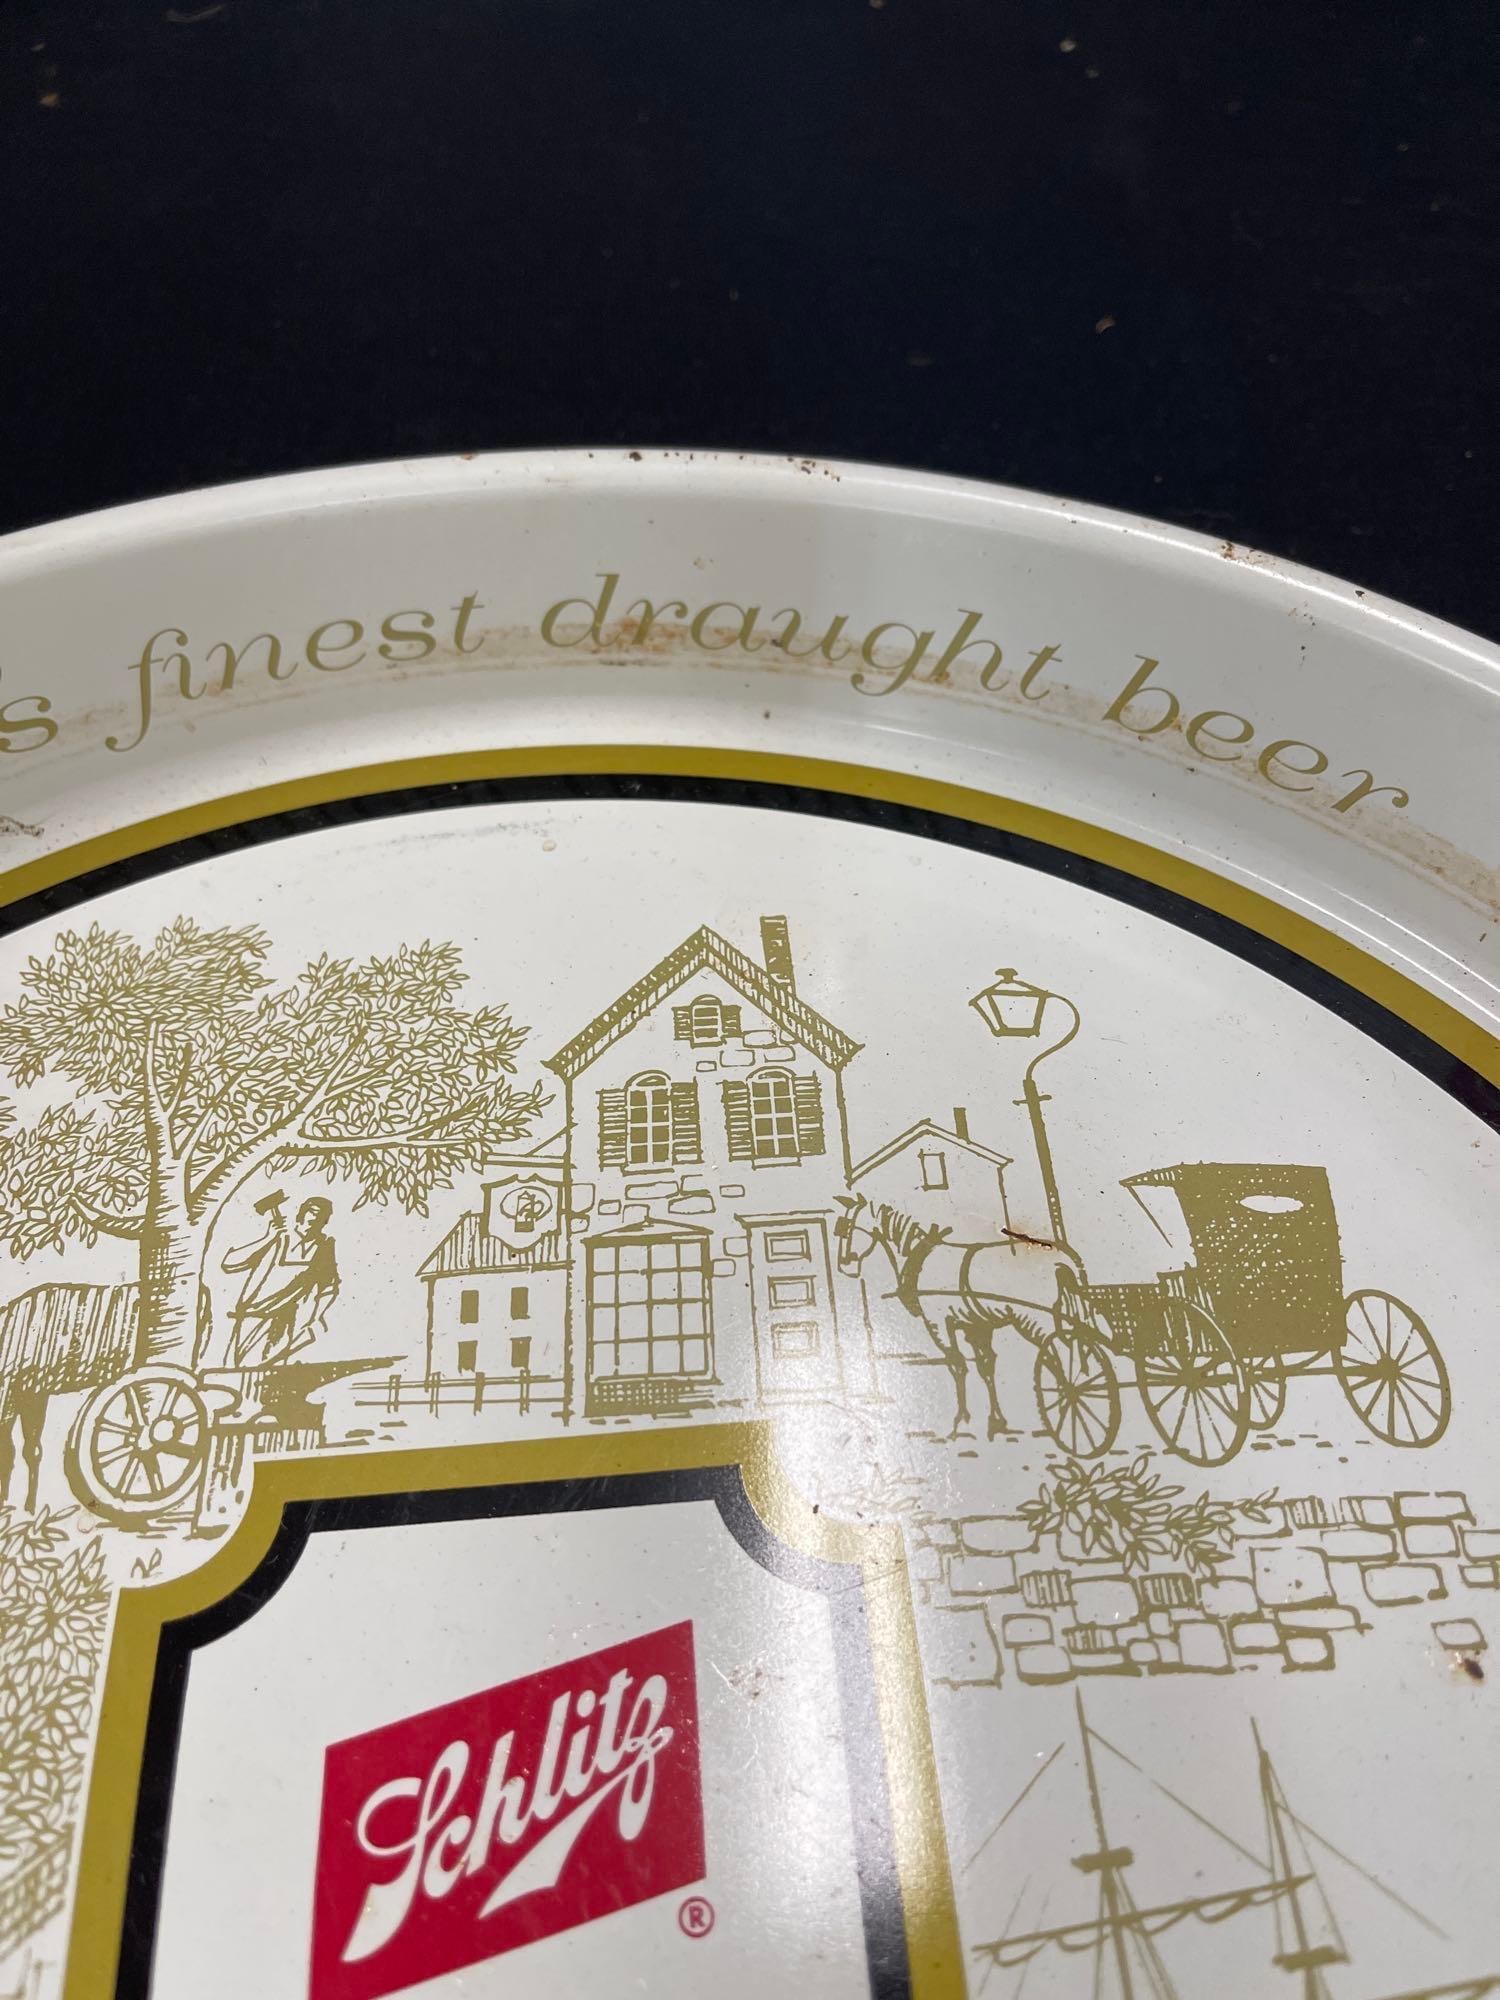 's finest draught beer
Schlitz
®